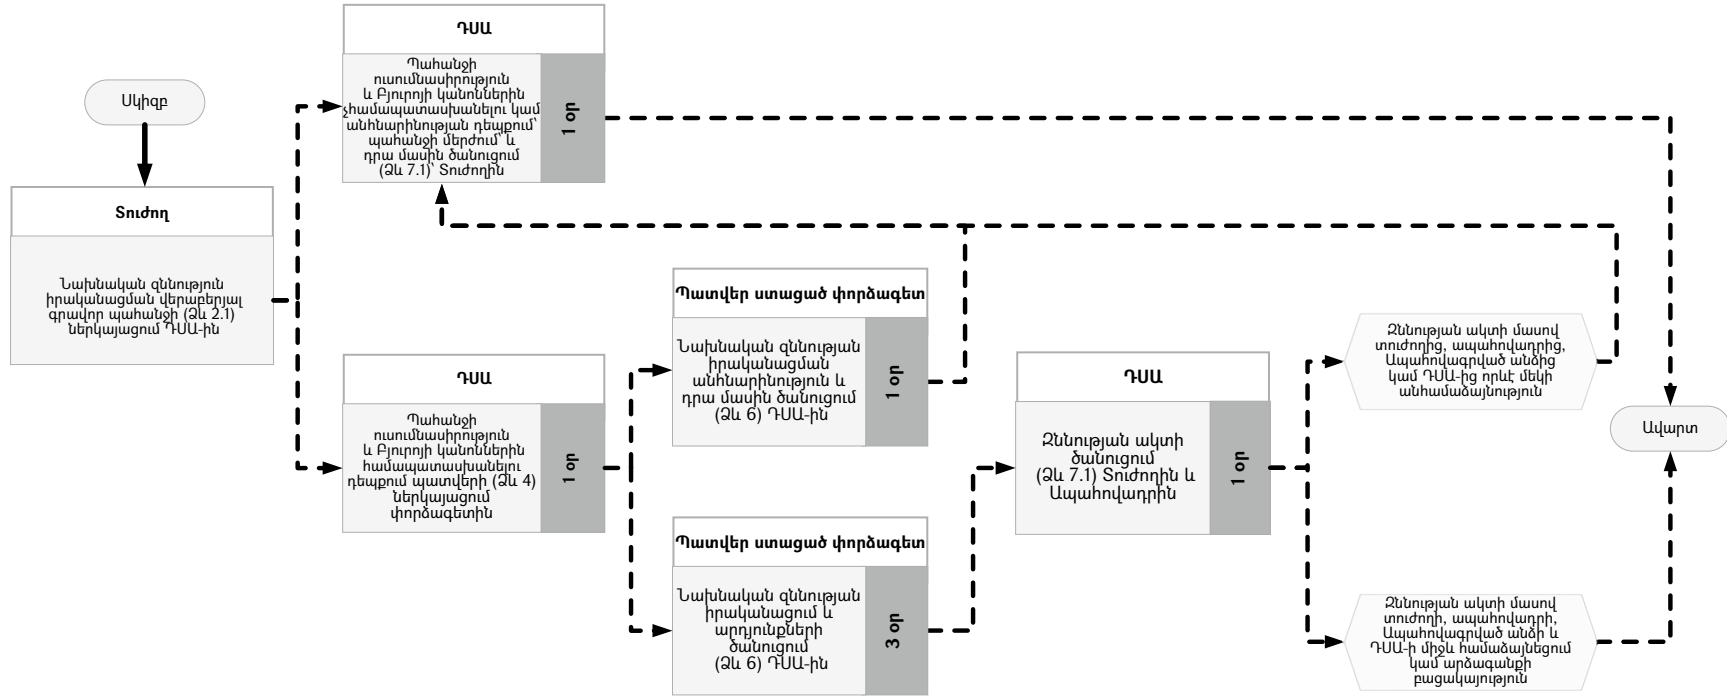 Սկիզբ
Տուժող
Նախնական զննություն
իրականացման վերաբերյալ
գրավոր պահանջի (Ձև 2.1)
ներկայացում ԴՍԱ-ին
ԴՍԱ
Պահանջի
ուսումնասիրություն
և Բյուրոյի կանոններին
չհամապատասխանելու կամ
անհնարինության դեպքում՝
պահանջի մերժում՝ և
դրա մասին ծանուցում
(Ձև 7.1)՝ Տուժողին
1 օր
ԴՍԱ
Պահանջի
ուսումնասիրություն
և Բյուրոյի կանոններին
համապատասխանելու
դեպքում պատվերի (Ձև 4)
ներկայացում
փորձագետին
1 օր
Պատվեր ստացած փորձագետ
Նախնական զննության
իրականացման
անհնարինություն և
դրա մասին ծանուցում
(Ձև 6) ԴՍԱ-ին
1 օր
Պատվեր ստացած փորձագետ
Նախնական զննության
իրականացում և
արդյունքների
ծանուցում
(Ձև 6) ԴՍԱ-ին
3 օր
ԴՍԱ
Զննության ակտի
ծանուցում
(Ձև 7.1) Տուժողին և
Ապահովադրին
1 օր
Զննության ակտի մասով
տուժողից, ապահովադրից,
Ապահովագրված անձից
կամ ԴՍԱ-ից որևէ մեկի
անհամաձայնություն
Զննության ակտի մասով
տուժողի, ապահովադրի,
Ապահովագրված անձի և
ԴՍԱ-ի միջև համաձայնեցում
կամ արձագանքի
բացակայություն
Ավարտ